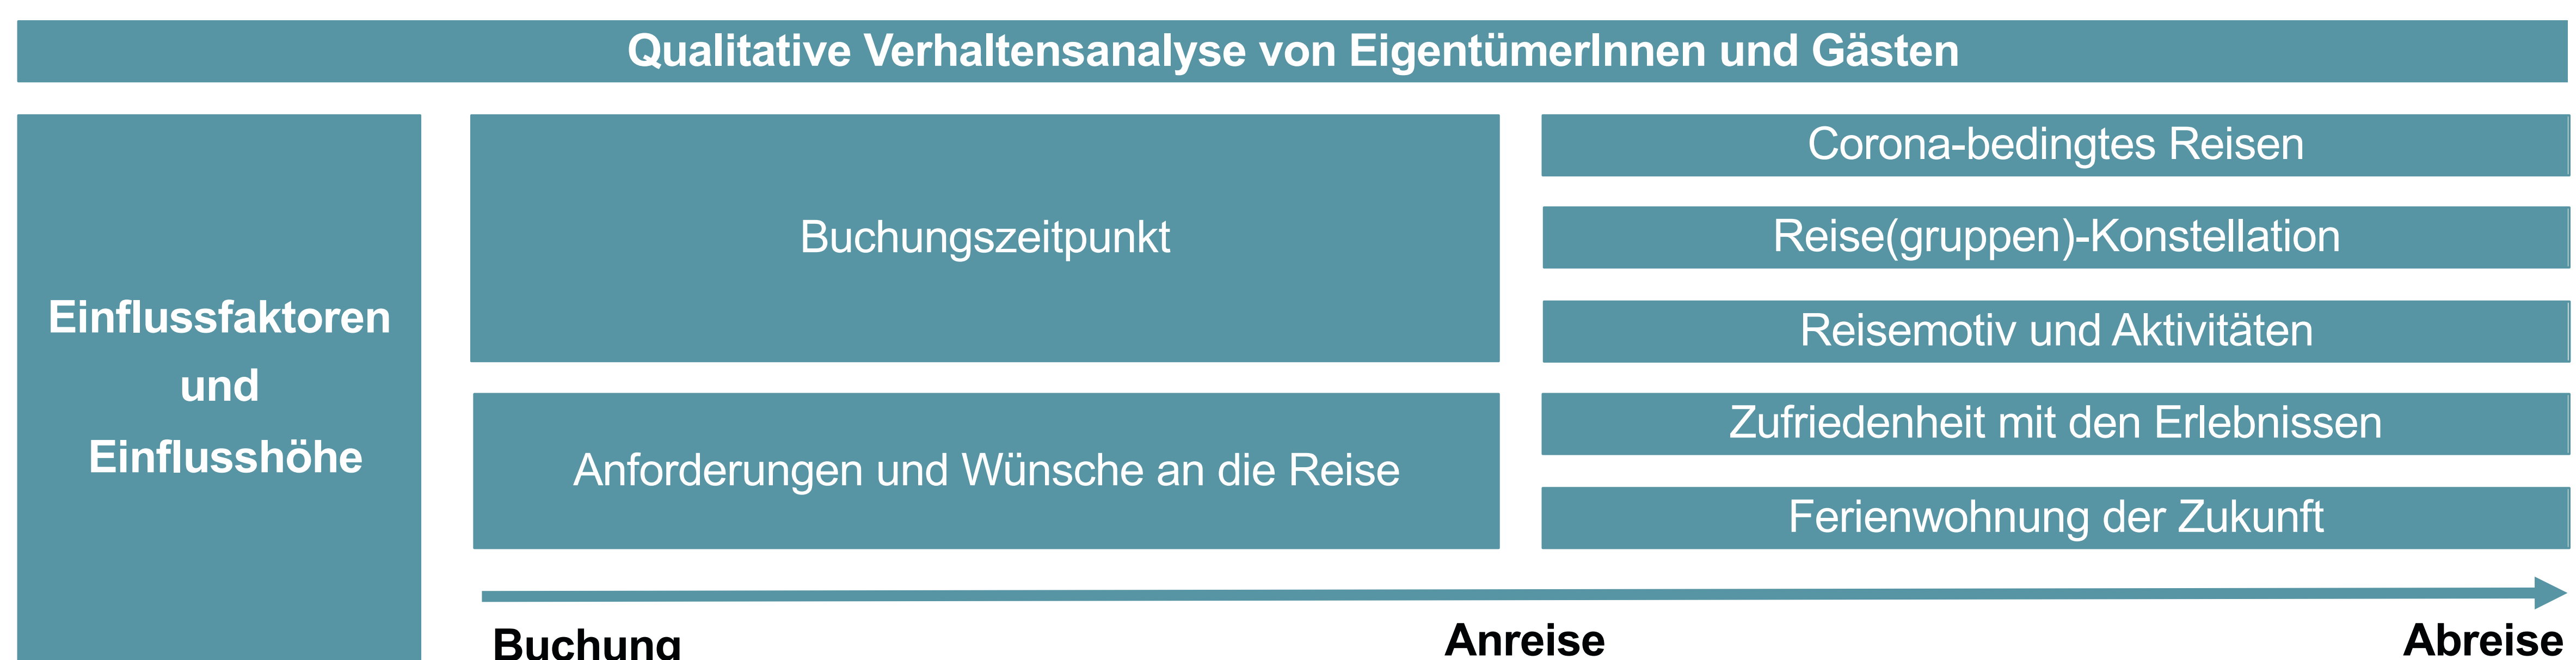 Qualitative Verhaltensanalyse von EigentümerInnen und Gästen
Einflussfaktoren
und
Einflusshöhe
Buchungszeitpunkt
Anforderungen und Wünsche an die Reise
Corona-bedingtes Reisen
Reise(gruppen)-Konstellation
Reisemotiv und Aktivitäten
Zufriedenheit mit den Erlebnissen
Ferienwohnung der Zukunft
Buchung
Anreise
Abreise